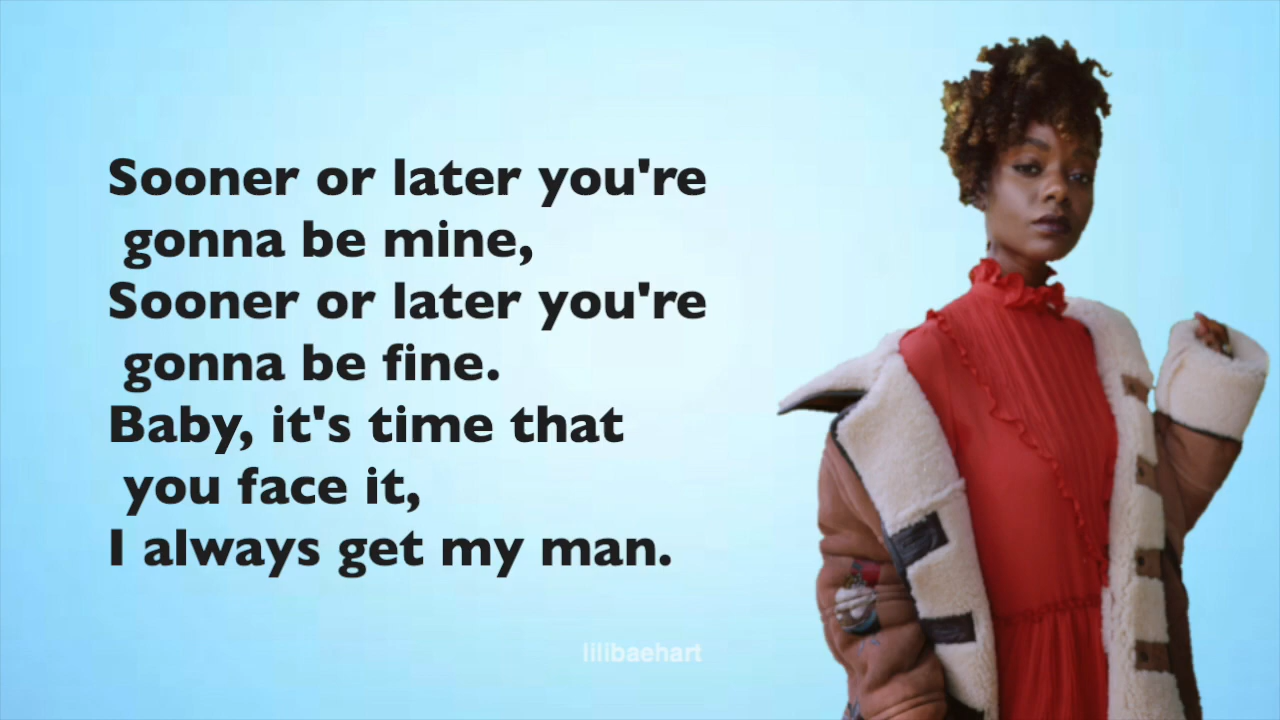 Sooner or later you're
gonna be mine,
Sooner or later you're
gonna be fine.
Baby, it's time that
you face it,
I always get my man.
lilibaehart